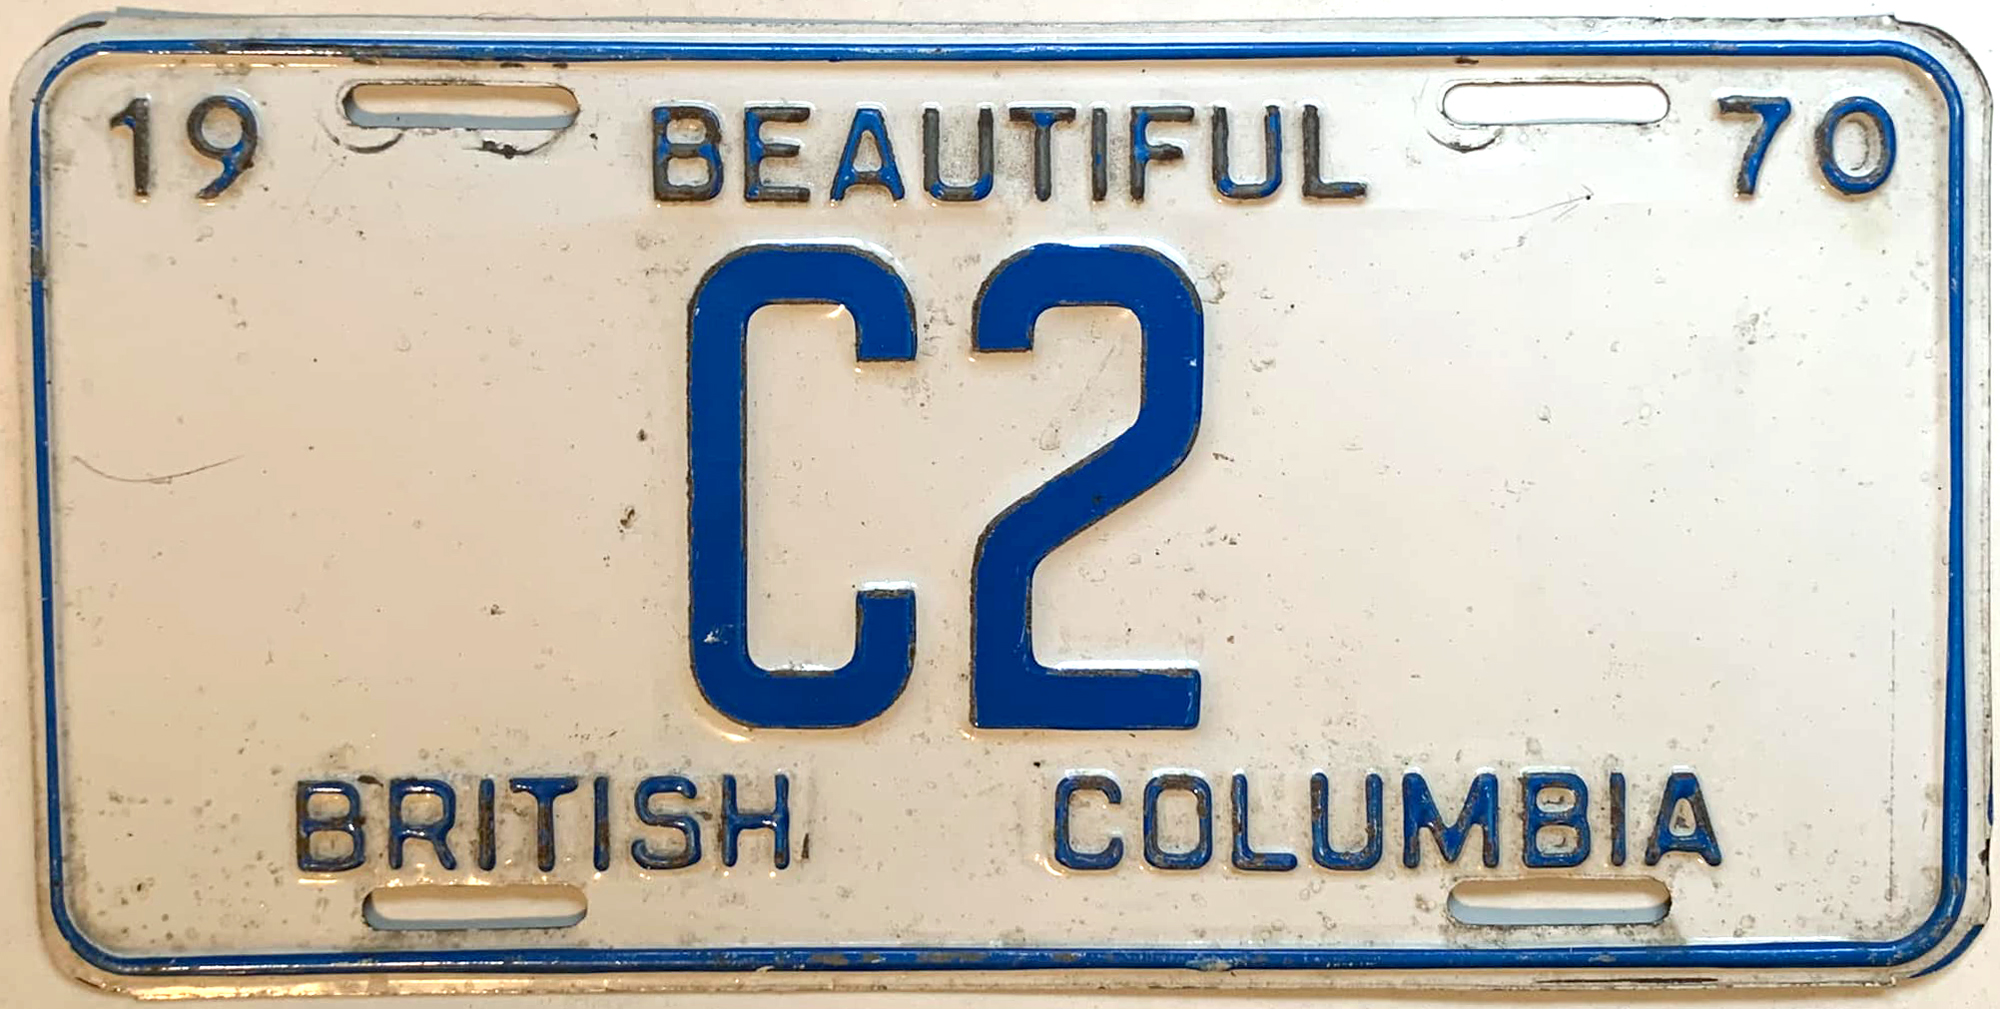 19 BEAUTIFUL 70
C2
BRITISH COLUMBIA